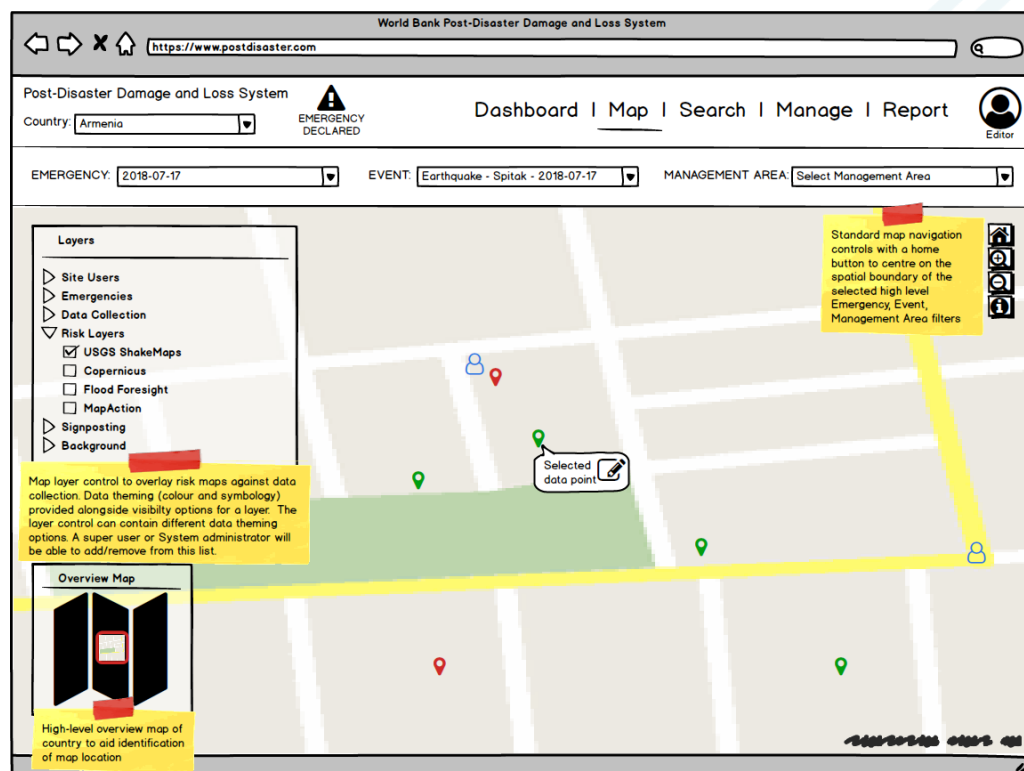 World Bank Post-Disaster Damage and Loss System
https://www.postdisaster.com
Post-Disaster Damage and Loss System
Country: Armenia
EMERGENCY
DECLARED
Dashboard | Map | Search | Manage | Report
Editor
EMERGENCY: 2018-07-17
EVENT: Earthquake - Spitak - 2018-07-17
MANAGEMENT AREA: Select Management Area
Layers
Site Users
Emergencies
Data Collection
Risk Layers
USGS ShakeMaps
Copernicus
Flood Foresight
MapAction
Signposting
Background
Standard map navigation
controls with a home
button to centre on the
spatial boundary of the
selected high level
Emergency, Event,
Management Area filters
Selected
data point
Map layer control to overlay risk maps against data
collection. Data theming (colour and symbology)
provided alongside visibilty options for a layer. The
layer control can contain different data theming
options. A super user or System administrator will
be able to add/remove from this list.
Overview Map
High-level overview map of
country to aid identification
of map location